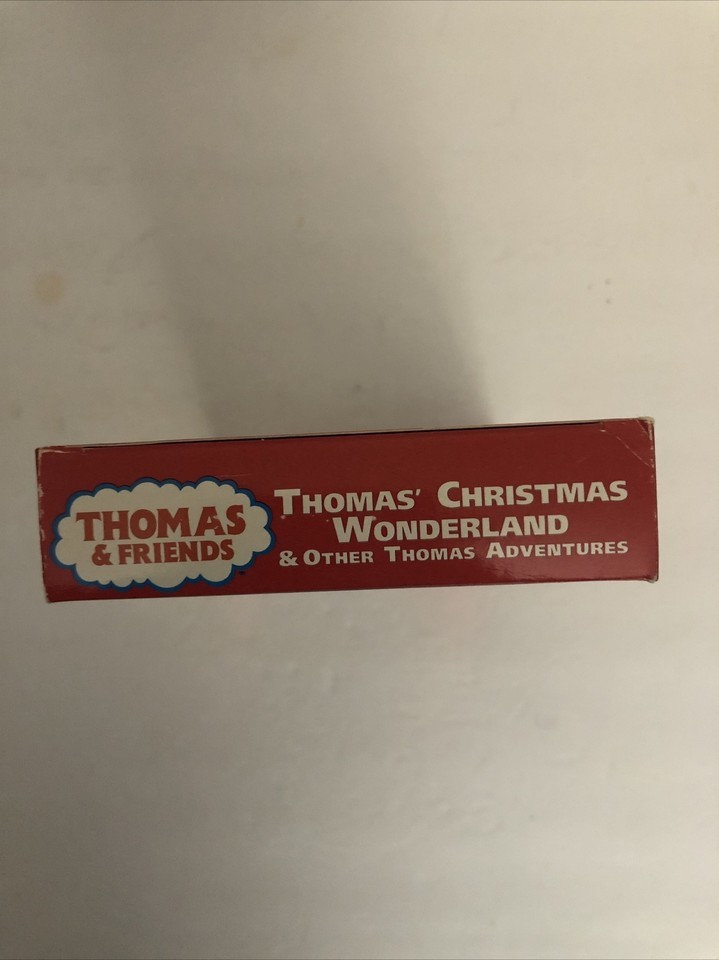 THOMAS
& FRIENDS
THOMAS' CHRISTMAS
WONDERLAND
& OTHER THOMAS ADVENTURES